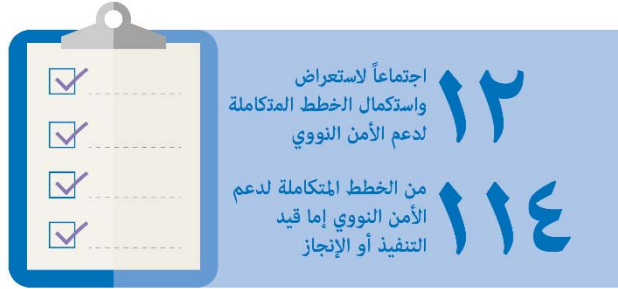 ١٢
اجتماعاً لاستعراض
واستكمال الخطط المتكاملة
لدعم الأمن النووي
١١٤
من الخطط المتكاملة لدعم
الأمن النووي إما قيد
التنفيذ أو الإنجاز